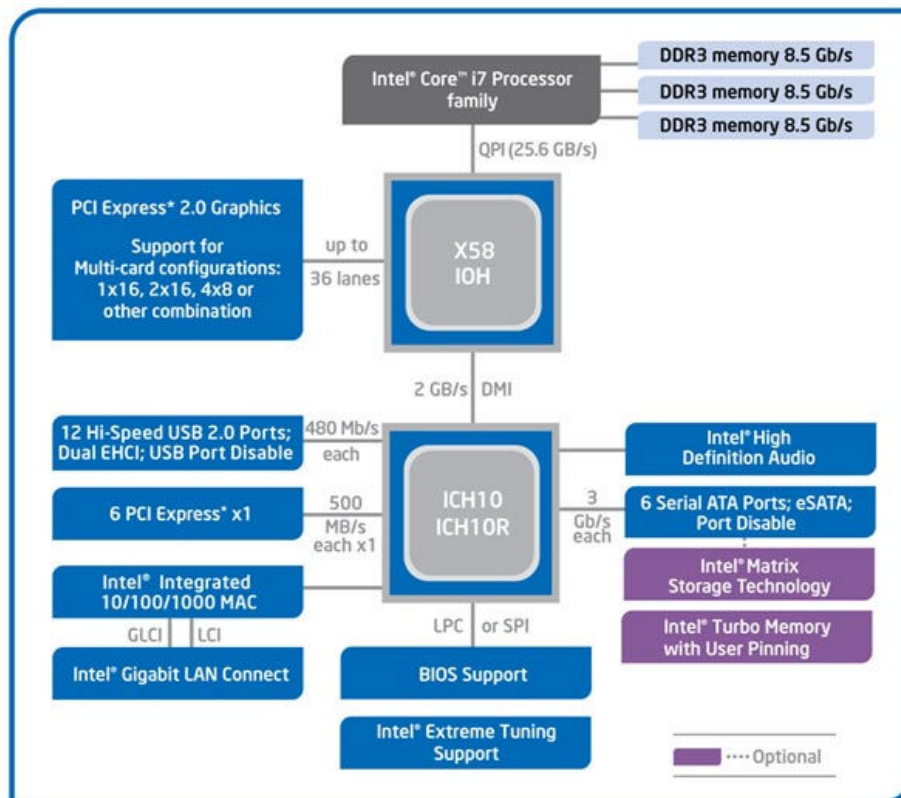 Intel® Core™ i7 Processor
family
DDR3 memory 8.5 Gb/s
DDR3 memory 8.5 Gb/s
DDR3 memory 8.5 Gb/s
QPI (25.6 GB/s)
PCI Express* 2.0 Graphics
Support for
Multi-card configurations:
1x16, 2x16, 4x8 or
other combination
up to
36 lanes
X58
IOH
2 GB/s DMI
12 Hi-Speed USB 2.0 Ports;
Dual EHCI; USB Port Disable
480 Mb/s
each
6 PCI Express* x1
500
MB/s
each x1
Intel® Integrated
10/100/1000 MAC
GLCI LCI
Intel® Gigabit LAN Connect
ICH10
ICH10R
Intel® High
Definition Audio
3
Gb/s
each
6 Serial ATA Ports; eSATA;
Port Disable
Intel® Matrix
Storage Technology
Intel® Turbo Memory
with User Pinning
LPC or SPI
BIOS Support
Intel® Extreme Tuning
Support
Optional